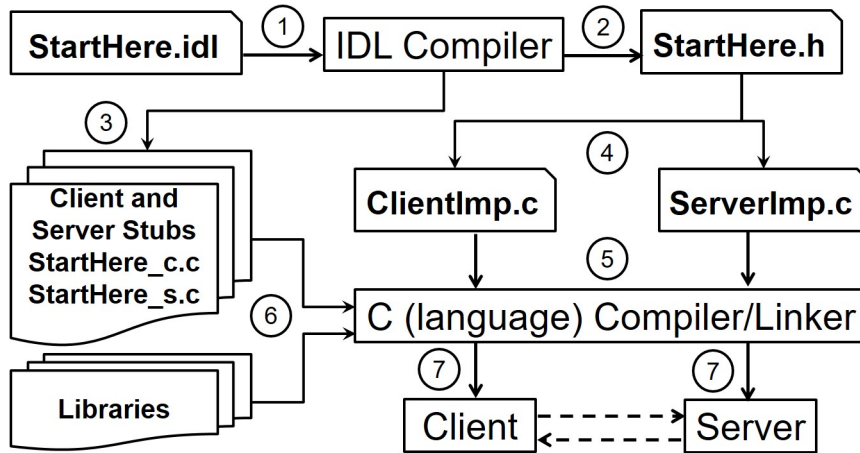 StartHere.idl
1
IDL Compiler
2
StartHere.h
3
4
Client and
Server Stubs
StartHere_c.c
StartHere_s.c
ClientImp.c
ServerImp.c
5
6
C (language) Compiler/Linker
Libraries
7
7
Client
Server